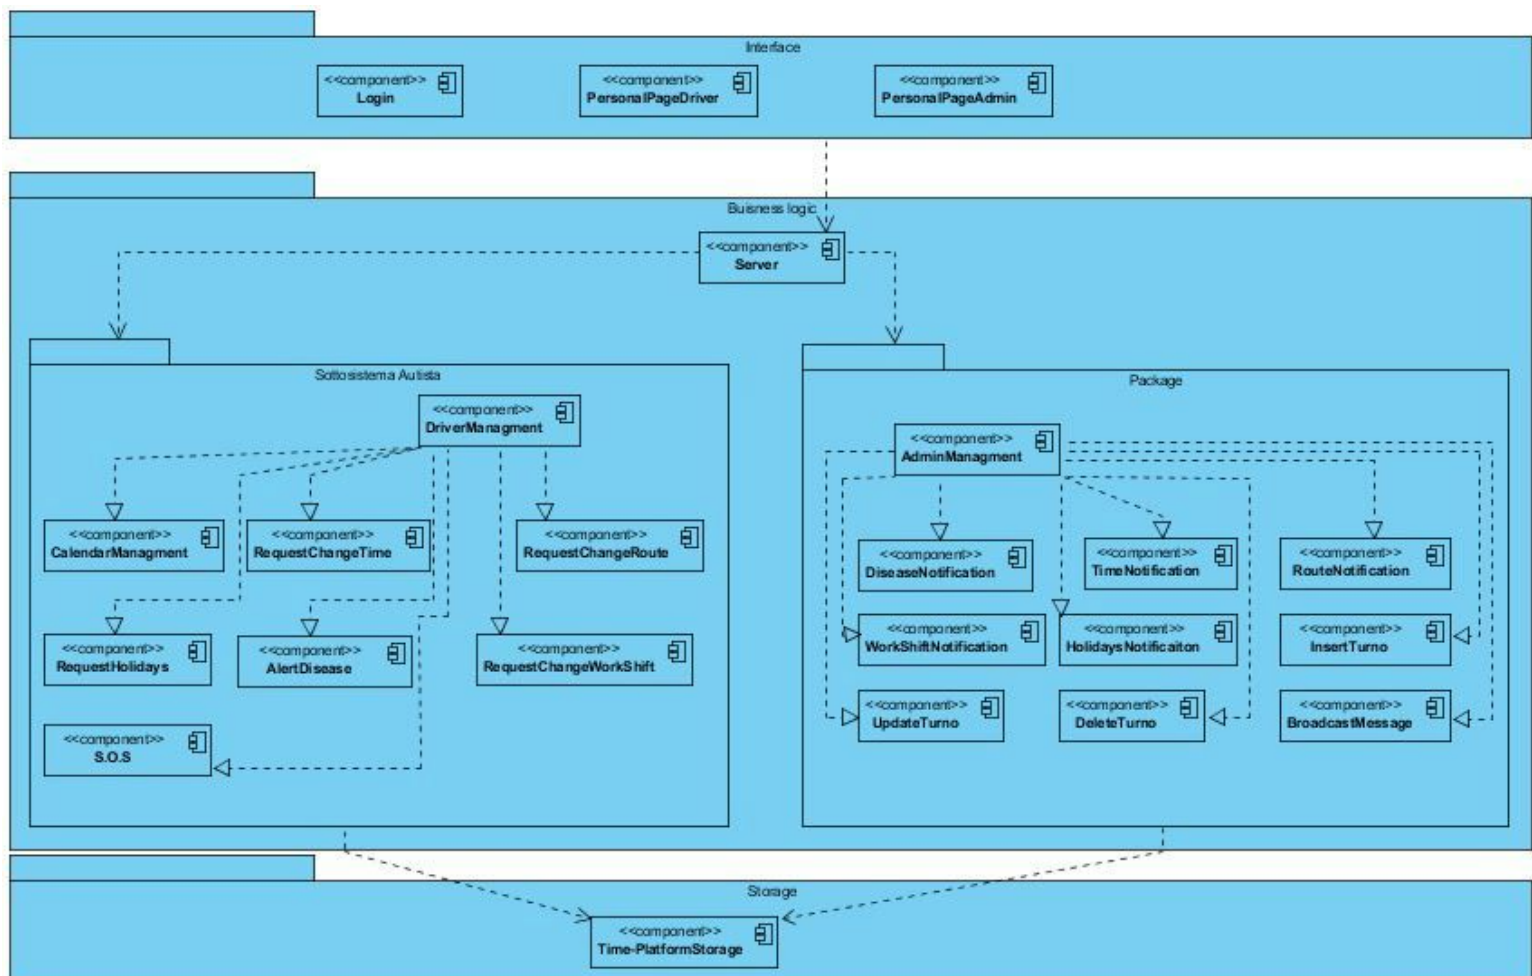 Interface
<<component>>
Login
<<component>>
PersonalPageDriver
<<component>>
PersonalPageAdmin
Buisness logic
<<component>>
Server
Sottosistema Autista
<<component>>
DriverManagment
<<component>>
CalendarManagment
<<component>>
RequestChangeTime
<<component>>
RequestChangeRoute
<<component>>
RequestHolidays
<<component>>
AlertDisease
<<component>>
RequestChangeWorkShift
<<component>>
S.O.S
Package
<<component>>
AdminManagment
<<component>>
DiseaseNotification
<<component>>
TimeNotification
<<component>>
RouteNotification
<<component>>
WorkShiftNotification
<<component>>
HolidaysNotificaiton
<<component>>
InsertTurno
<<component>>
UpdateTurno
<<component>>
DeleteTurno
<<component>>
BroadcastMessage
Storage
<<component>>
Time-PlatformStorage